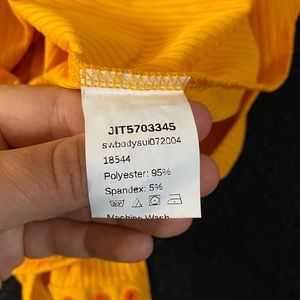 JIT5703345
swbodysui072004
18544
Polyester: 95%
Spandex: 5%
Machine Wash